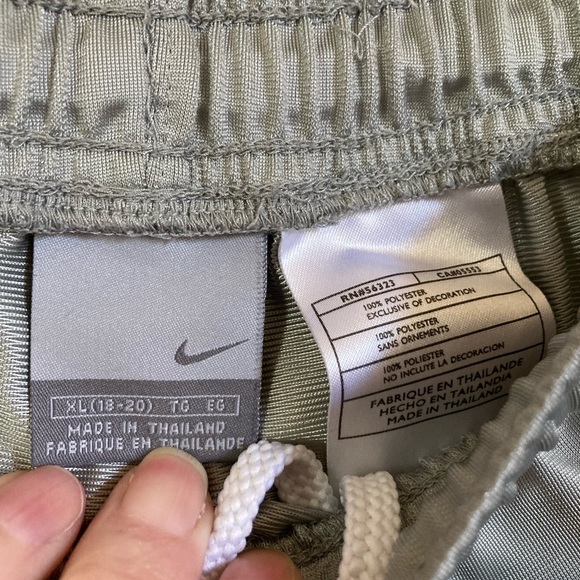 XL(18-20) TG EG
MADE IN THAILAND
FABRIQUE EN THAILANDE
RN#56323 CA#05553
100% POLYESTER
EXCLUSIVE OF DECORATION
100% POLYESTER
SANS ORNEMENTS
100% POLIESTER
NO INCLUYE LA DECORACION
FABRIQUE EN THAILANDE
HECHO EN TAILANDIA
MADE IN THAILAND